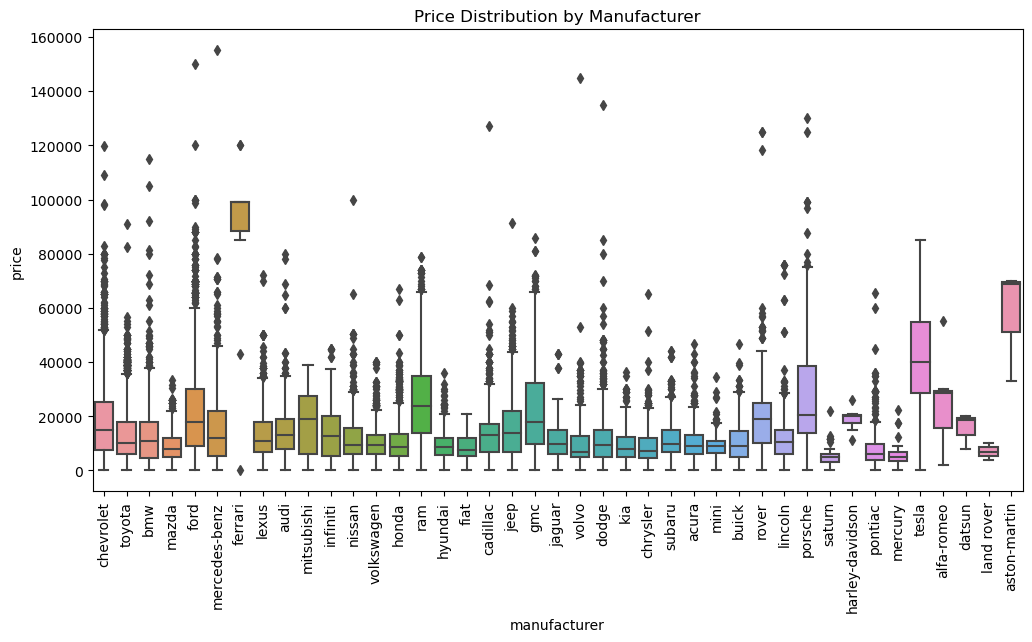 Price Distribution by Manufacturer
160000
140000
120000
100000
80000
60000
40000
20000
0
price
chevrolet
toyota
bmw
mazda
ford
mercedes-benz
ferrari
lexus
audi
mitsubishi
infiniti
nissan
volkswagen
honda
ram
hyundai
fiat
cadillac
jeep
gmc
jaguar
volvo
dodge
kia
chrysler
subaru
acura
mini
buick
rover
lincoln
porsche
saturn
harley-davidson
pontiac
mercury
tesla
alfa-romeo
datsun
land rover
aston-martin
manufacturer